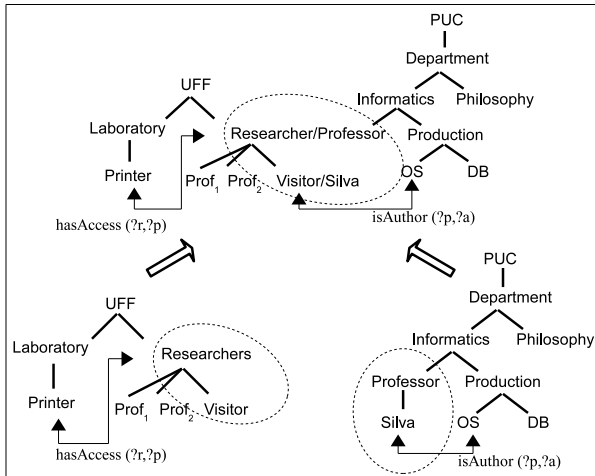 PUC
Department
UFF
Informatics Philosophy
Laboratory Researcher/Professor Production
Printer Prof1 Prof2 Visitor/Silva OS DB
hasAccess (?r,?p) isAuthor (?p,?a)
PUC
UFF Department
Laboratory Researchers Informatics Philosophy
Professor Production
Printer Prof1 Prof2 Visitor Silva OS DB
hasAccess (?r,?p) isAuthor (?p,?a)